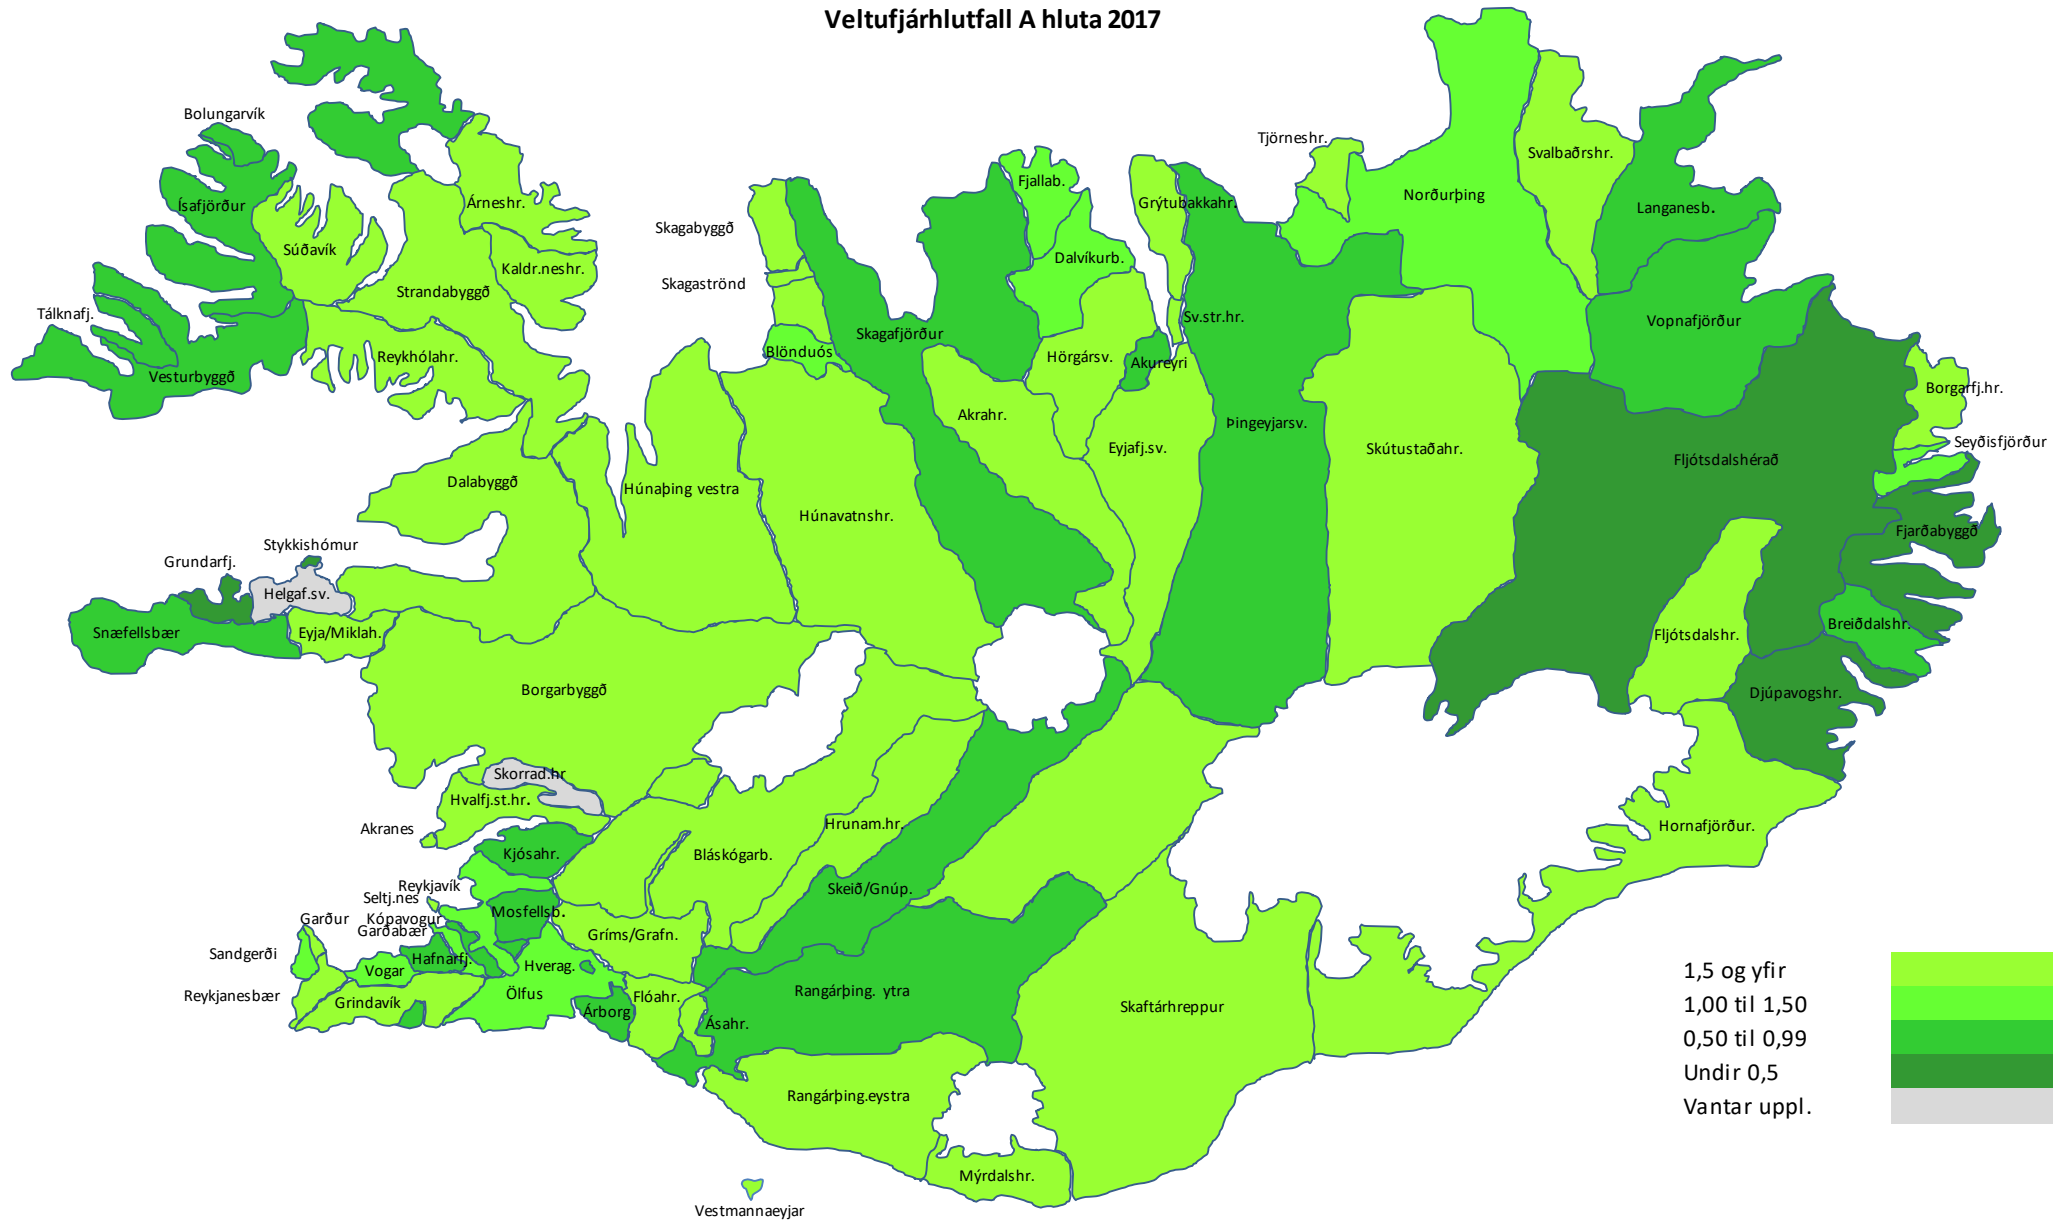 Veltufjárhlutfall A hluta 2017
Bolungarvík
Tjörneshr.
Svalbaðrshr.
Fjallab.
Norðurþing
Árneshr.
Grýtubakkahr.
Ísafjörður
Langanesb.
Skagabyggð
Súðavík
Dalvíkurb.
Kaldr.neshr.
Skagaströnd
Strandabyggð
Tálknafj.
Sv.str.hr.
Vopnafjörður
Skagafjörður
Blönduós
Reykhólahr.
Hörgársv.
Akureyri
Vesturbyggð
Borgarfj.hr.
Akrahr.
Þingeyjarsv.
Eyjafj.sv.
Skútustaðahr.
Seyðisfjörður
Fljótsdalshérað
Dalabyggð
Húnaþing vestra
Húnavatnshr.
Fjarðabyggð
Stykkishómur
Grundarfj.
Helgaf.sv.
Breiðdalshr.
Snæfellsbær
Eyja/Miklah.
Fljótsdalshr.
Borgarbyggð
Djúpavogshr.
Skorrad.hr
Hvalfj.st.hr.
Akranes
Hrunam.hr.
Hornafjörður.
Kjósahr.
Bláskógarb.
Reykjavík
Skeið/Gnúp.
Seltj.nes
Mosfellsb.
Garður
Kópavogur
Garðabær
Gríms/Grafn.
Sandgerði
Hafnarfj.
Hverag.
Vogar
1,5 og yfir
Reykjanesbær
Ölfus
Flóahr.
Rangárþing. ytra
Grindavík
1,00 til 1,50
Skaftárhreppur
Árborg
Ásahr.
0,50 til 0,99
Undir 0,5
Rangárþing.eystra
Vantar uppl.
Mýrdalshr.
Vestmannaeyjar